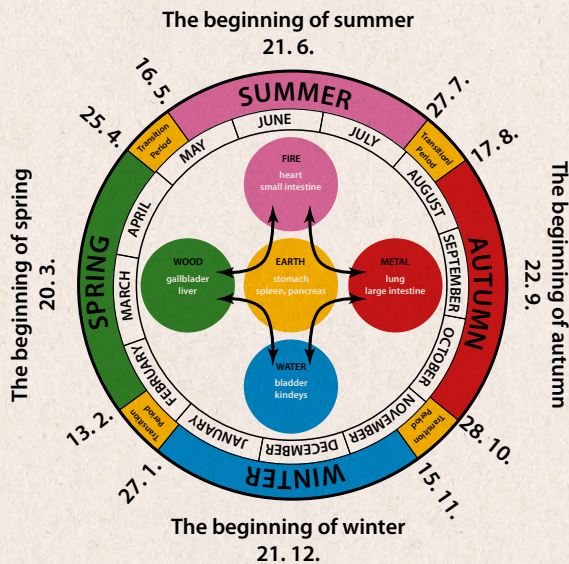 The beginning of summer
21. 6.
16. 5.
27. 7.
25. 4.
17. 8.
SUMMER
Transition
Period
Transition/
Period
MAY
JUNE
JULY
AUGUST
APRIL
SEPTEMBER
MARCH
OCTOBER
FEBRUARY
NOVEMBER
JANUARY
DECEMBER
FIRE
heart
small intestine
The beginning of spring
20. 3.
SPRING
WOOD
gallbladder
liver
EARTH
stomach
spleen, pancreas
METAL
lung
large intestine
AUTUMN
The beginning of autumn
22. 9.
WATER
bladder
kindeys
13. 2.
Transition
Period
Transition
Period
28. 10.
27. 1.
WINTER
15. 11.
The beginning of winter
21. 12.